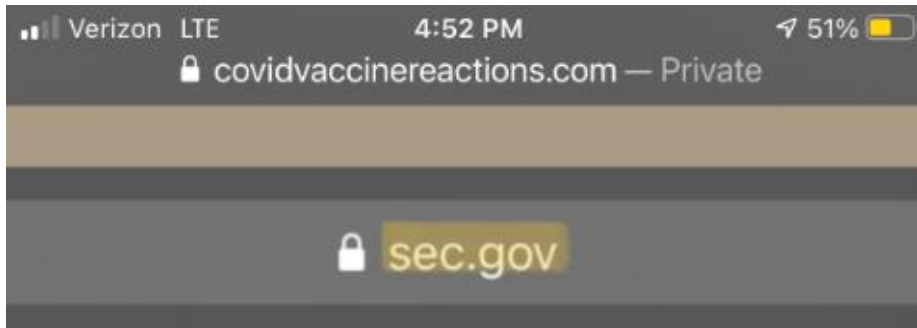 Verizon LTE 4:52 PM 51%
covidvaccinereactions.com — Private
sec.gov